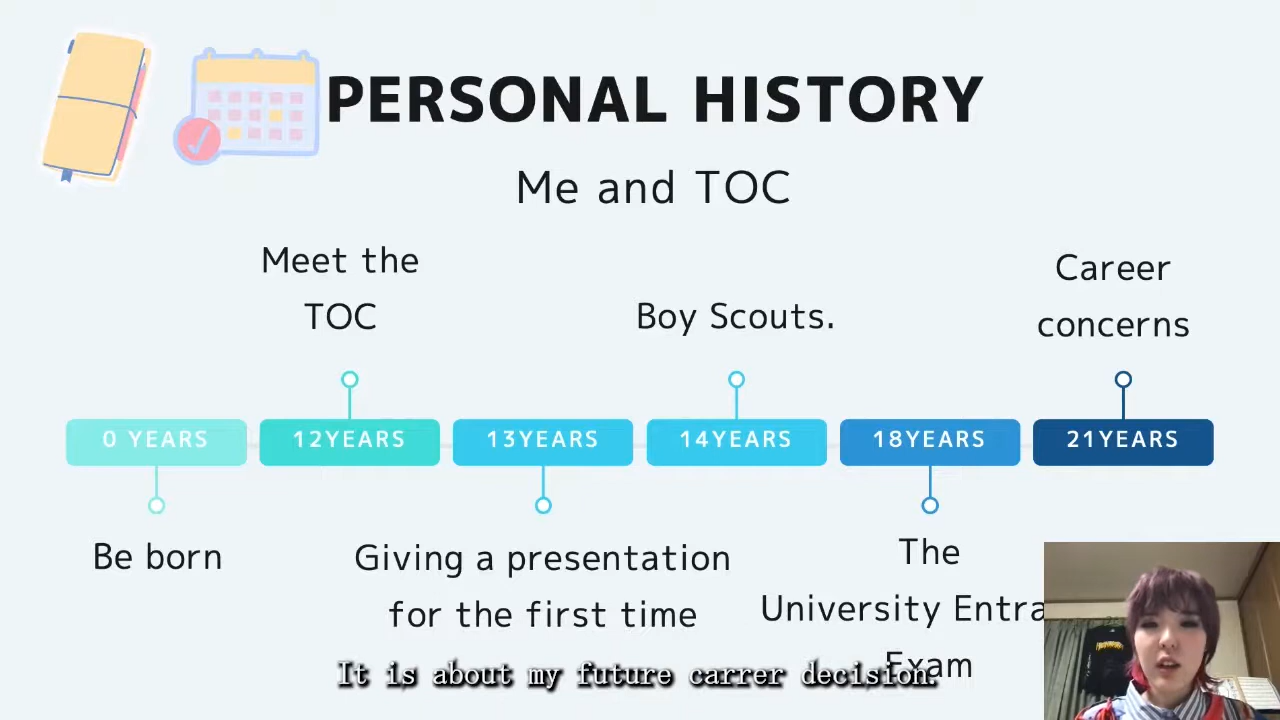 PERSONAL HISTORY
Me and TOC
Meet the
TOC
Boy Scouts.
Career
concerns
0 YEARS
12YEARS
13YEARS
14YEARS
18YEARS
21YEARS
Be born
Giving a presentation
for the first time
The
University Entra
Exam
It is about my future carrer decision.